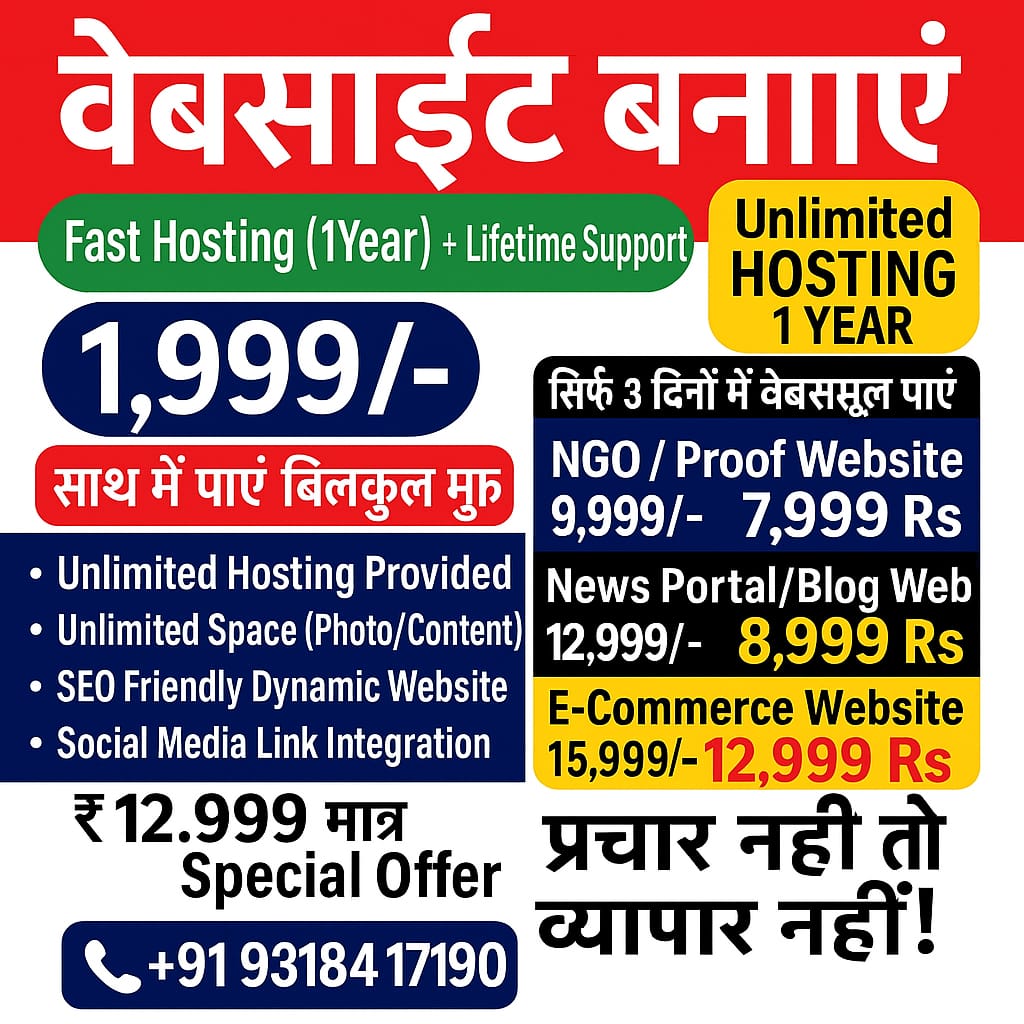 वेबसाईट बनााएं
Fast Hosting (1Year) + Lifetime Support
Unlimited
HOSTING
1 YEAR
1,999/-
साथ में पाएं बिलकुल मुफ
• Unlimited Hosting Provided
• Unlimited Space (Photo/Content)
• SEO Friendly Dynamic Website
• Social Media Link Integration
सिर्फ 3 दिनों में पाएं
NGO / Proof Website
9,999/- 7,999 Rs
News Portal/Blog Web
12,999/- 8,999 Rs
E-Commerce Website
15,999/- 12,999 Rs
₹ 12.999 मात्र
Special Offer
+91 93184 17190
प्रचार नही तो
व्यापार नहीं!